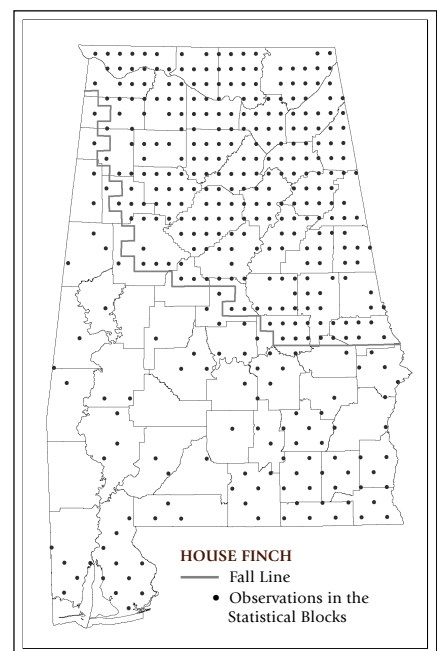 HOUSE FINCH
Fall Line
Observations in the
Statistical Blocks